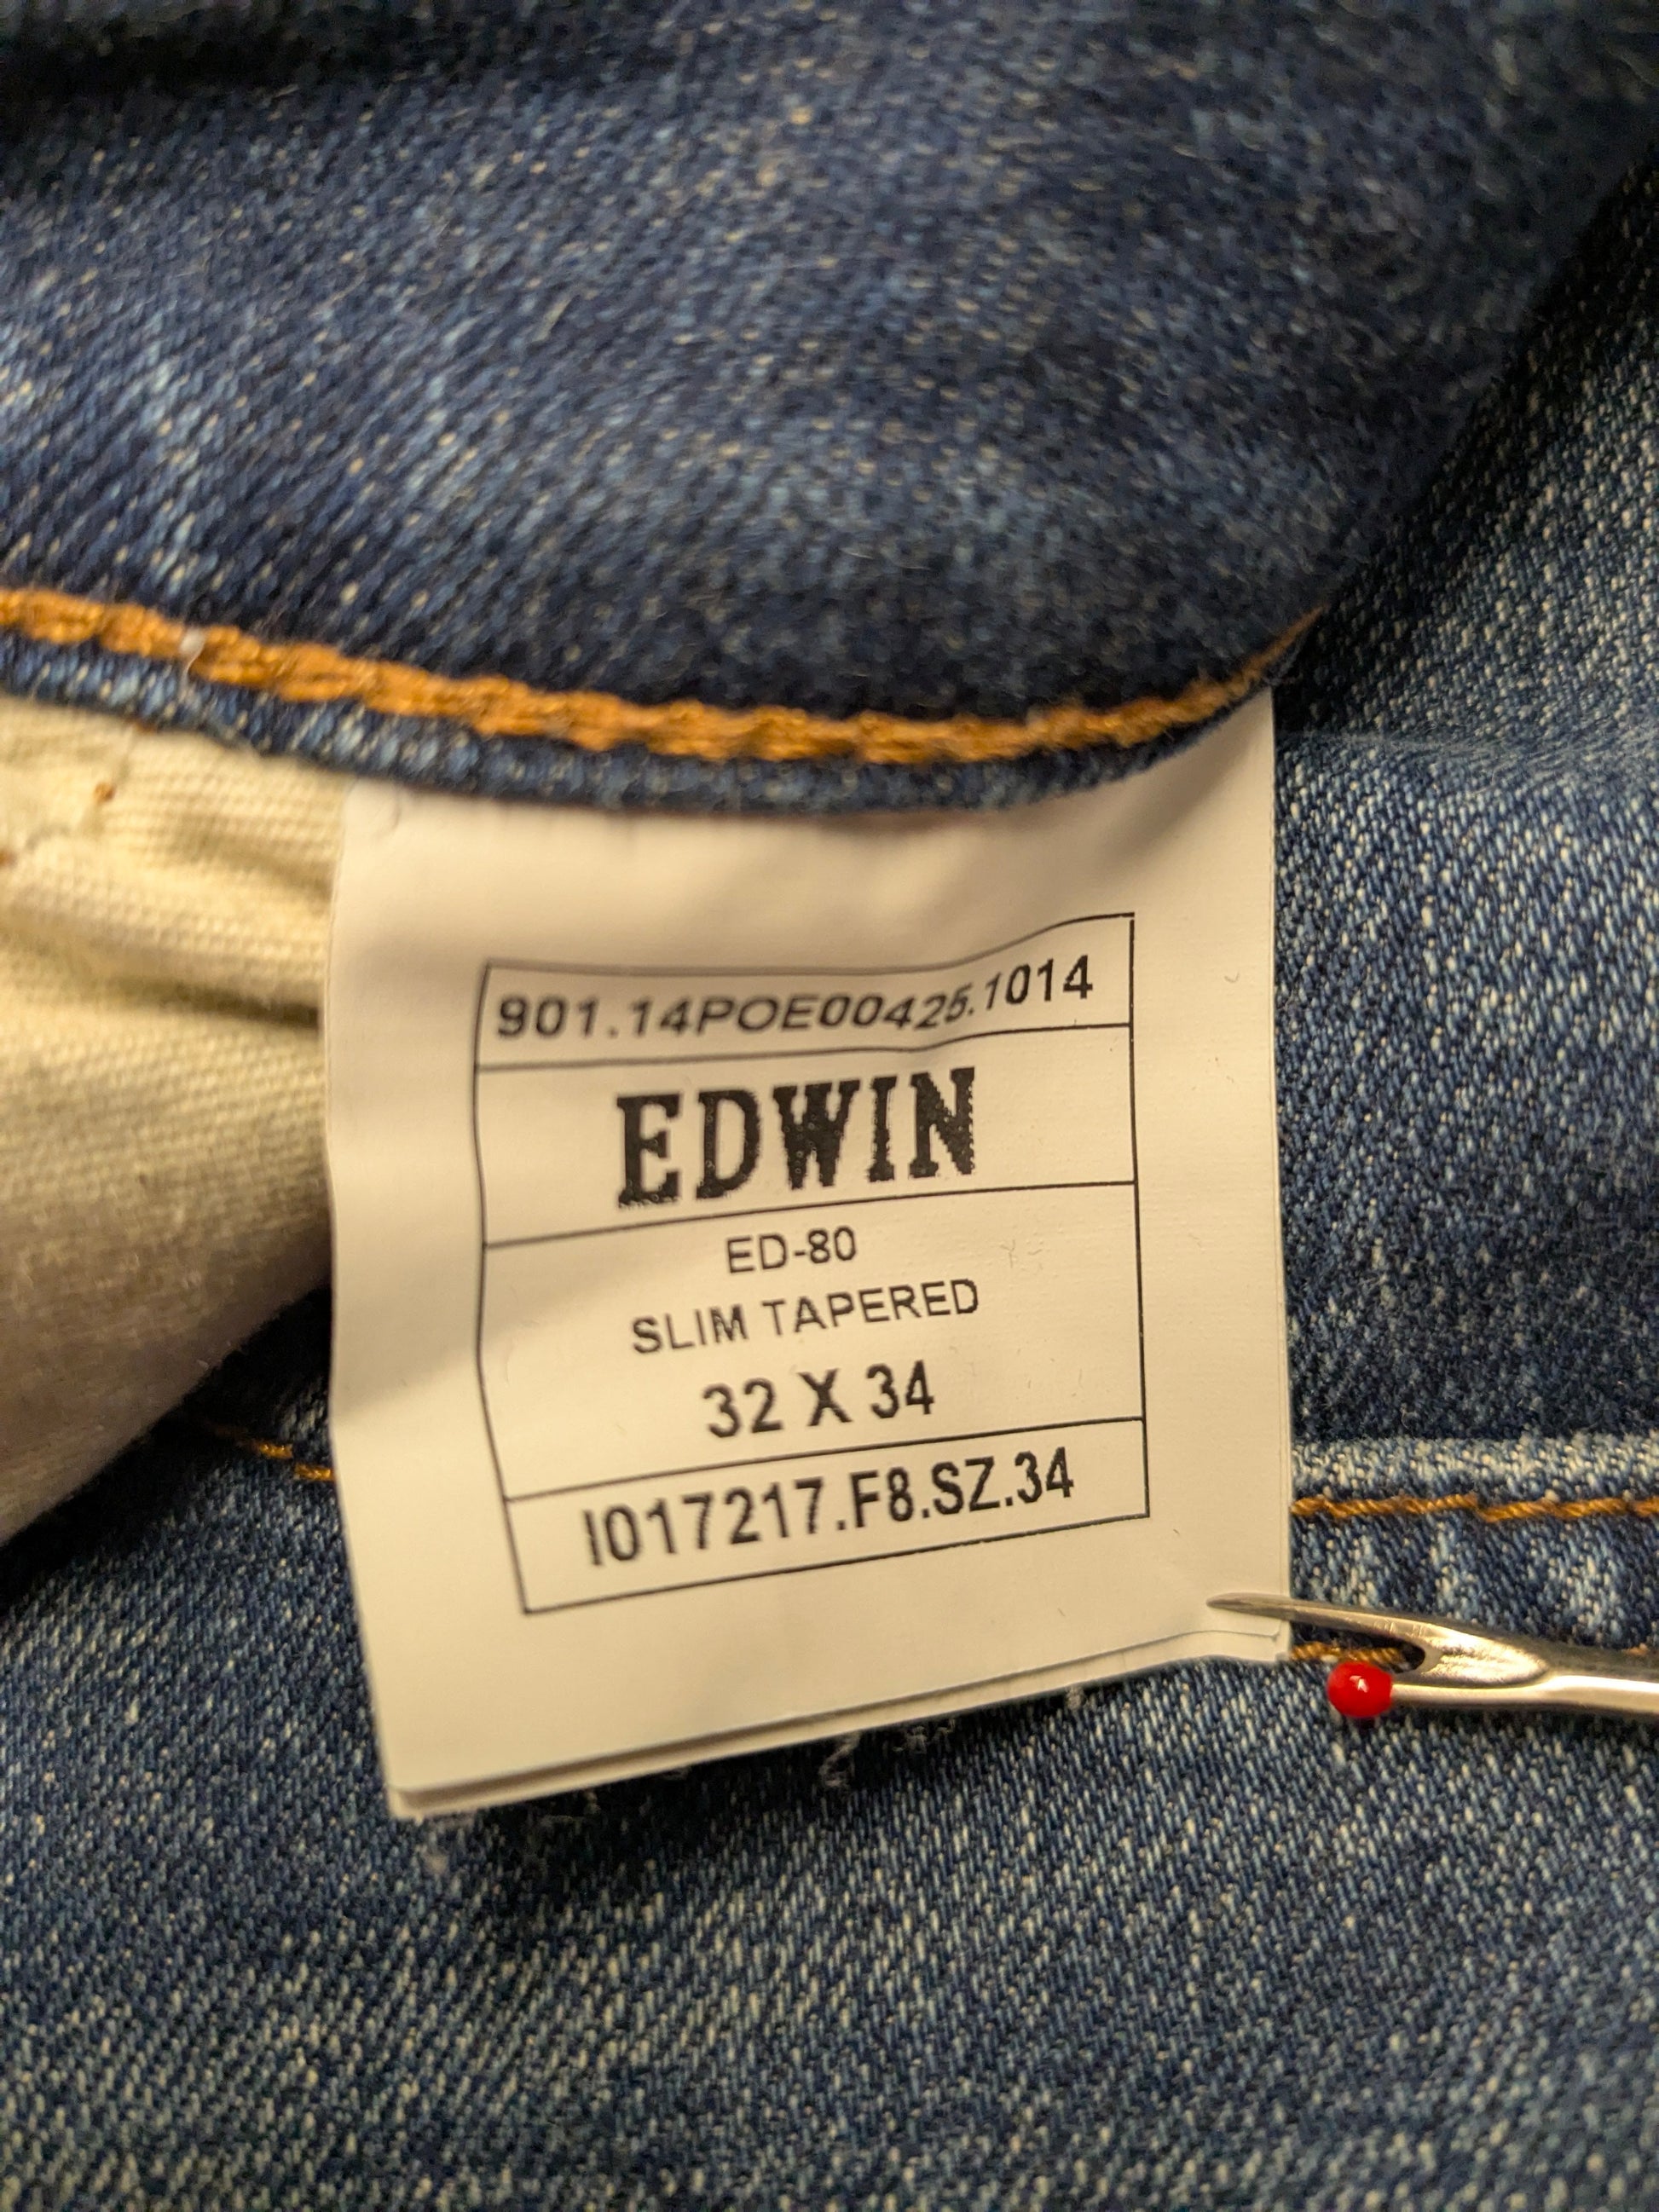 901.14POE00425.1014
EDWIN
ED-80
SLIM TAPERED
32 X 34
I017217.F8.SZ.34